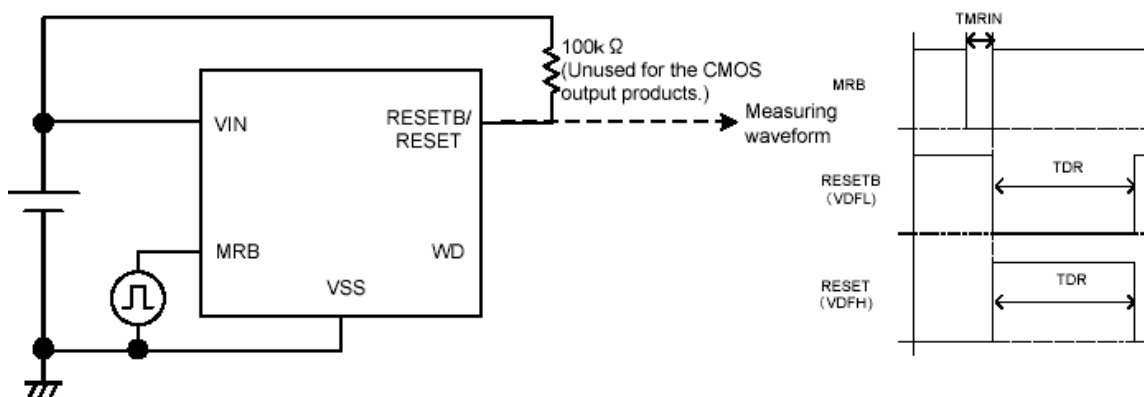 100k Ω
(Unused for the CMOS
output products.)
VIN
RESETB/
RESET
Measuring
waveform
MRB
WD
VSS
TMRIN
MRB
RESETB
(VDFL)
TDR
RESET
(VDFH)
TDR